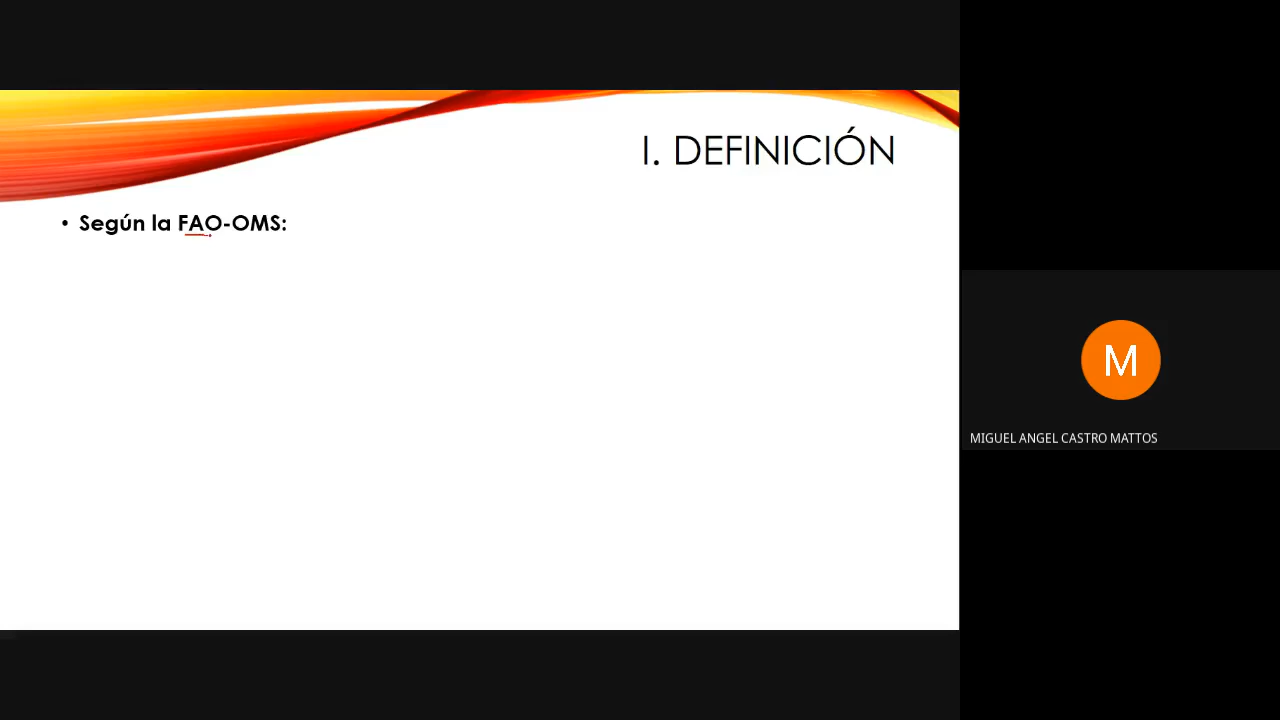 I. DEFINICIÓN
• Según la FAO-OMS:
M
MIGUEL ANGEL CASTRO MATTOS